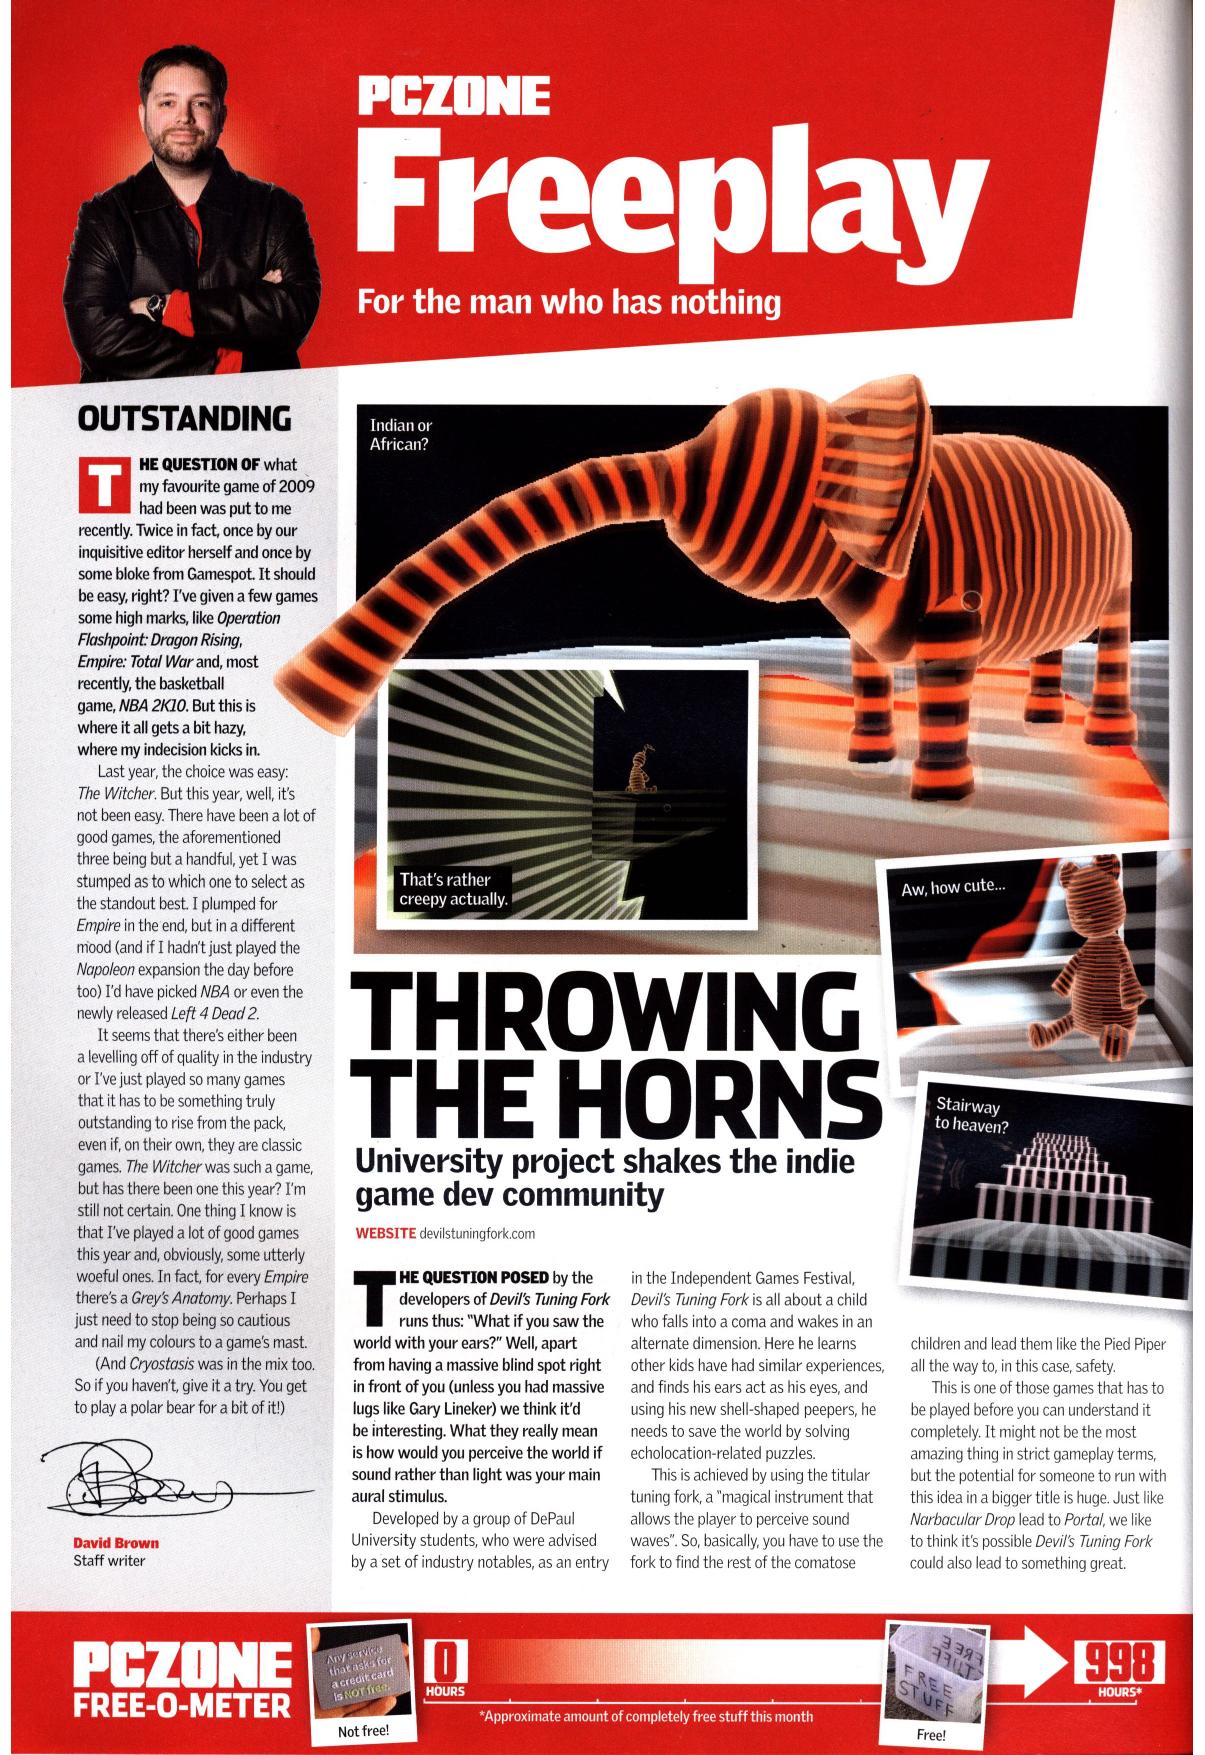 PCZONE
Freeplay
For the man who has nothing
OUTSTANDING
THE QUESTION OF what
my favourite game of 2009
had been was put to me
recently. Twice in fact, once by our
inquisitive editor herself and once by
some bloke from Gamespot. It should
be easy, right? I've given a few games
some high marks, like Operation
Flashpoint: Dragon Rising,
Empire: Total War and, most
recently, the basketball
game, NBA 2K10. But this is
where it all gets a bit hazy,
where my indecision kicks in.
Last year, the choice was easy:
The Witcher. But this year, well, it's
not been easy. There have been a lot of
good games, the aforementioned
three being but a handful, yet I was
stumped as to which one to select as
the standout best. I plumped for
Empire in the end, but in a different
mood (and if I hadn't just played the
Napoleon expansion the day before
too) I'd have picked NBA or even the
newly released Left 4 Dead 2.
It seems that there's either been
a levelling off of quality in the industry
or I've just played so many games
that it has to be something truly
outstanding to rise from the pack,
even if, on their own, they are classic
games. The Witcher was such a game,
but has there been one this year? I'm
still not certain. One thing I know is
that I've played a lot of good games
this year and, obviously, some utterly
woeful ones. In fact, for every Empire
there's a Grey's Anatomy. Perhaps I
just need to stop being so cautious
and nail my colours to a game's mast.
(And Cryostasis was in the mix too.
So if you haven't, give it a try. You get
to play a polar bear for a bit of it!)
David Brown
Staff writer
Indian or
African?
That's rather
creepy actually.
Aw, how cute...
Stairway
to heaven?
THROWING
THE HORNS
University project shakes the indie
game dev community
WEBSITE devilstuningfork.com
THE QUESTION POSED by the
developers of Devil's Tuning Fork
runs thus: "What if you saw the
world with your ears?" Well, apart
from having a massive blind spot right
in front of you (unless you had massive
lugs like Gary Lineker) we think it'd
be interesting. What they really mean
is how would you perceive the world if
sound rather than light was your main
aural stimulus.
Developed by a group of DePaul
University students, who were advised
by a set of industry notables, as an entry
in the Independent Games Festival,
Devil's Tuning Fork is all about a child
who falls into a coma and wakes in an
alternate dimension. Here he learns
other kids have had similar experiences,
and finds his ears act as his eyes, and
using his new shell-shaped peepers, he
needs to save the world by solving
echolocation-related puzzles.
This is achieved by using the titular
tuning fork, a "magical instrument that
allows the player to perceive sound
waves". So, basically, you have to use the
fork to find the rest of the comatose
children and lead them like the Pied Piper
all the way to, in this case, safety.
This is one of those games that has to
be played before you can understand it
completely. It might not be the most
amazing thing in strict gameplay terms,
but the potential for someone to run with
this idea in a bigger title is huge. Just like
Narbacular Drop lead to Portal, we like
to think it's possible Devil's Tuning Fork
could also lead to something great.
PCZONE
FREE-O-METER
Any service
that asks for
a credit card
is NOT free.
Not free!
0
HOURS
*Approximate amount of completely free stuff this month
FREE
STUFF
FREE
STUFF
Free!
998
HOURS*